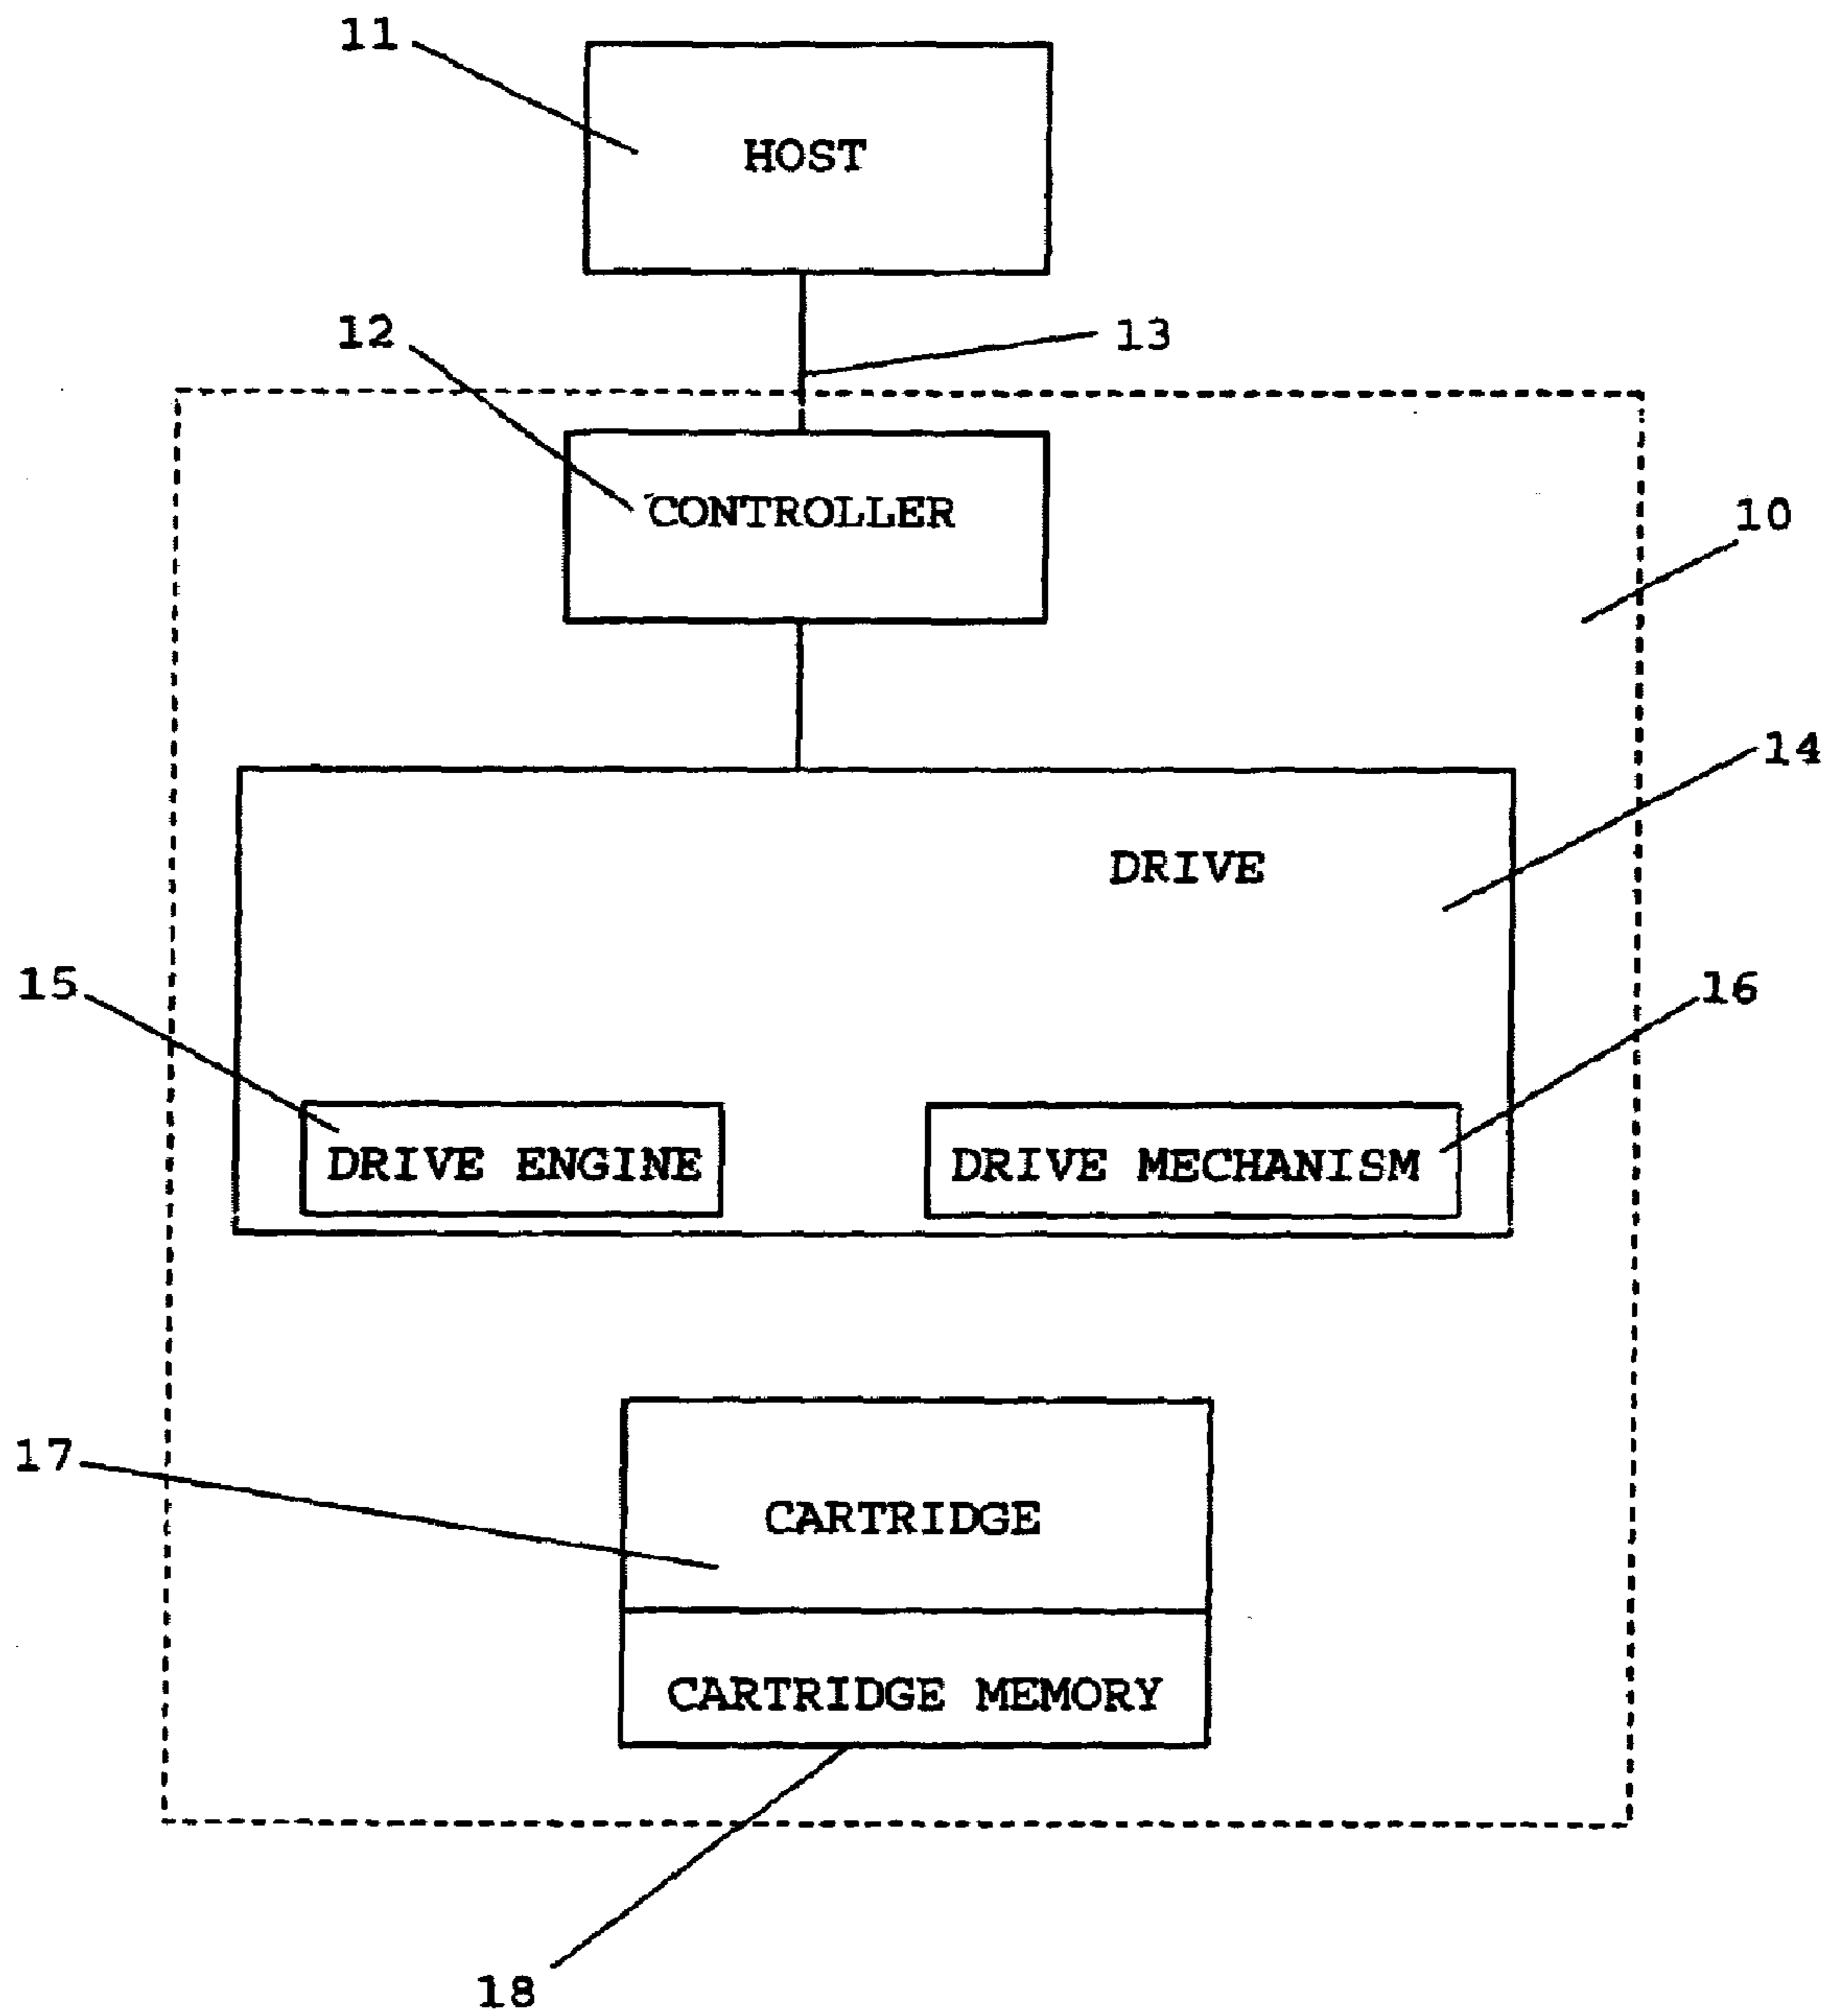 11
HOST
12
13
CONTROLLER
10
14
DRIVE
15
16
DRIVE ENGINE
DRIVE MECHANISM
17
CARTRIDGE
CARTRIDGE MEMORY
18